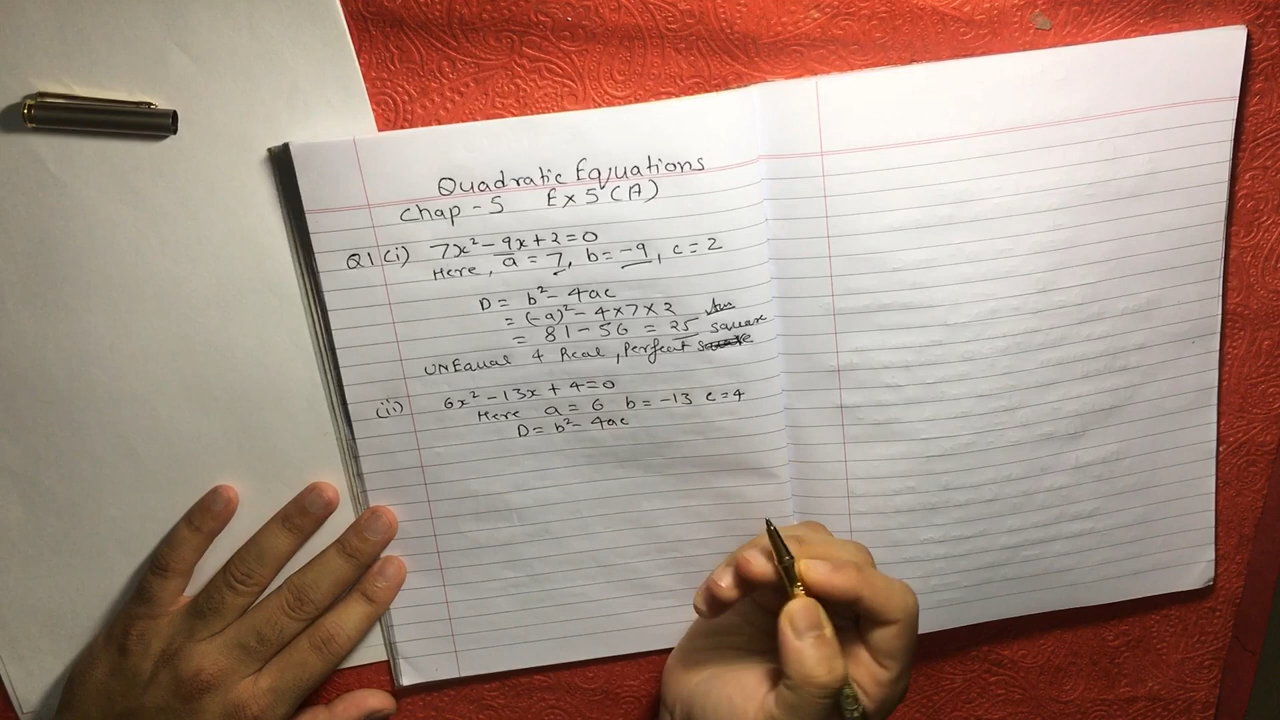 Quadratic Equations
Chap - 5 Ex 5 (A)
Q1 (i) 7x² - 9x + 2 = 0
Here, a = 7, b = -9, c = 2
D = b² - 4ac
= (-9)² - 4 × 7 × 2
= 81 - 56 = 25 Ans
UNEqual & Real, Perfect square
(ii) 6x² - 13x + 4 = 0
Here a = 6 b = -13 c = 4
D = b² - 4ac